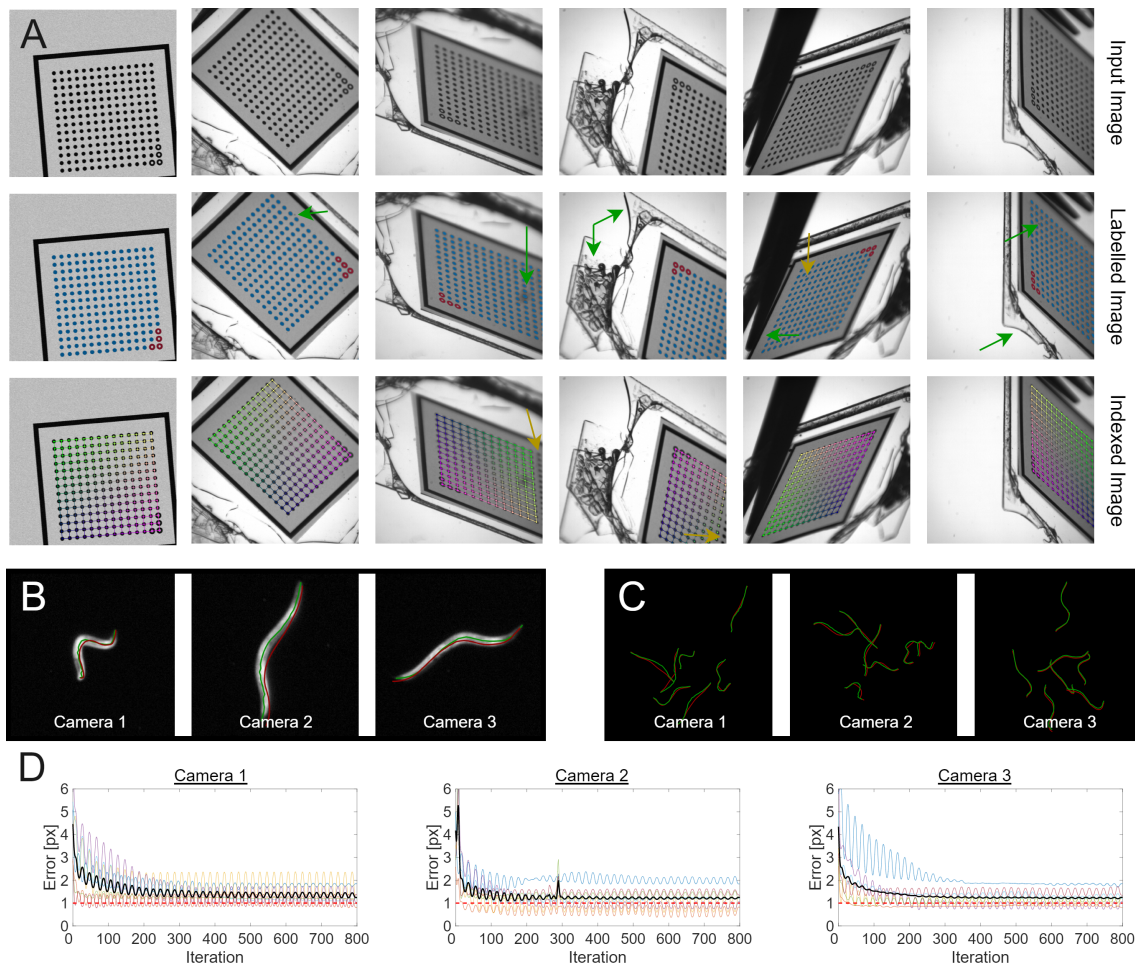 A
Input Image
Labelled Image
Indexed Image
B
Camera 1
Camera 2
Camera 3
C
Camera 1
Camera 2
Camera 3
D
Camera 1
Camera 2
Camera 3
6
5
4
3
2
1
0
Error [px]
0 100 200 300 400 500 600 700 800
Iteration
6
5
4
3
2
1
0
Error [px]
0 100 200 300 400 500 600 700 800
Iteration
6
5
4
3
2
1
0
Error [px]
0 100 200 300 400 500 600 700 800
Iteration